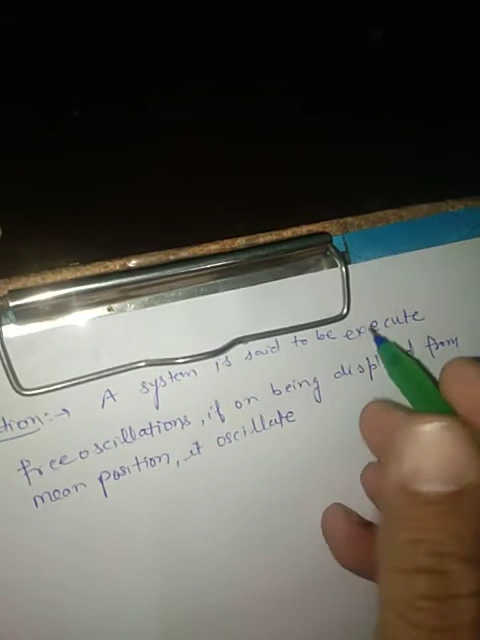 tion:→ A system is said to be execute
free oscillations, if on being from
mean position, it oscillate